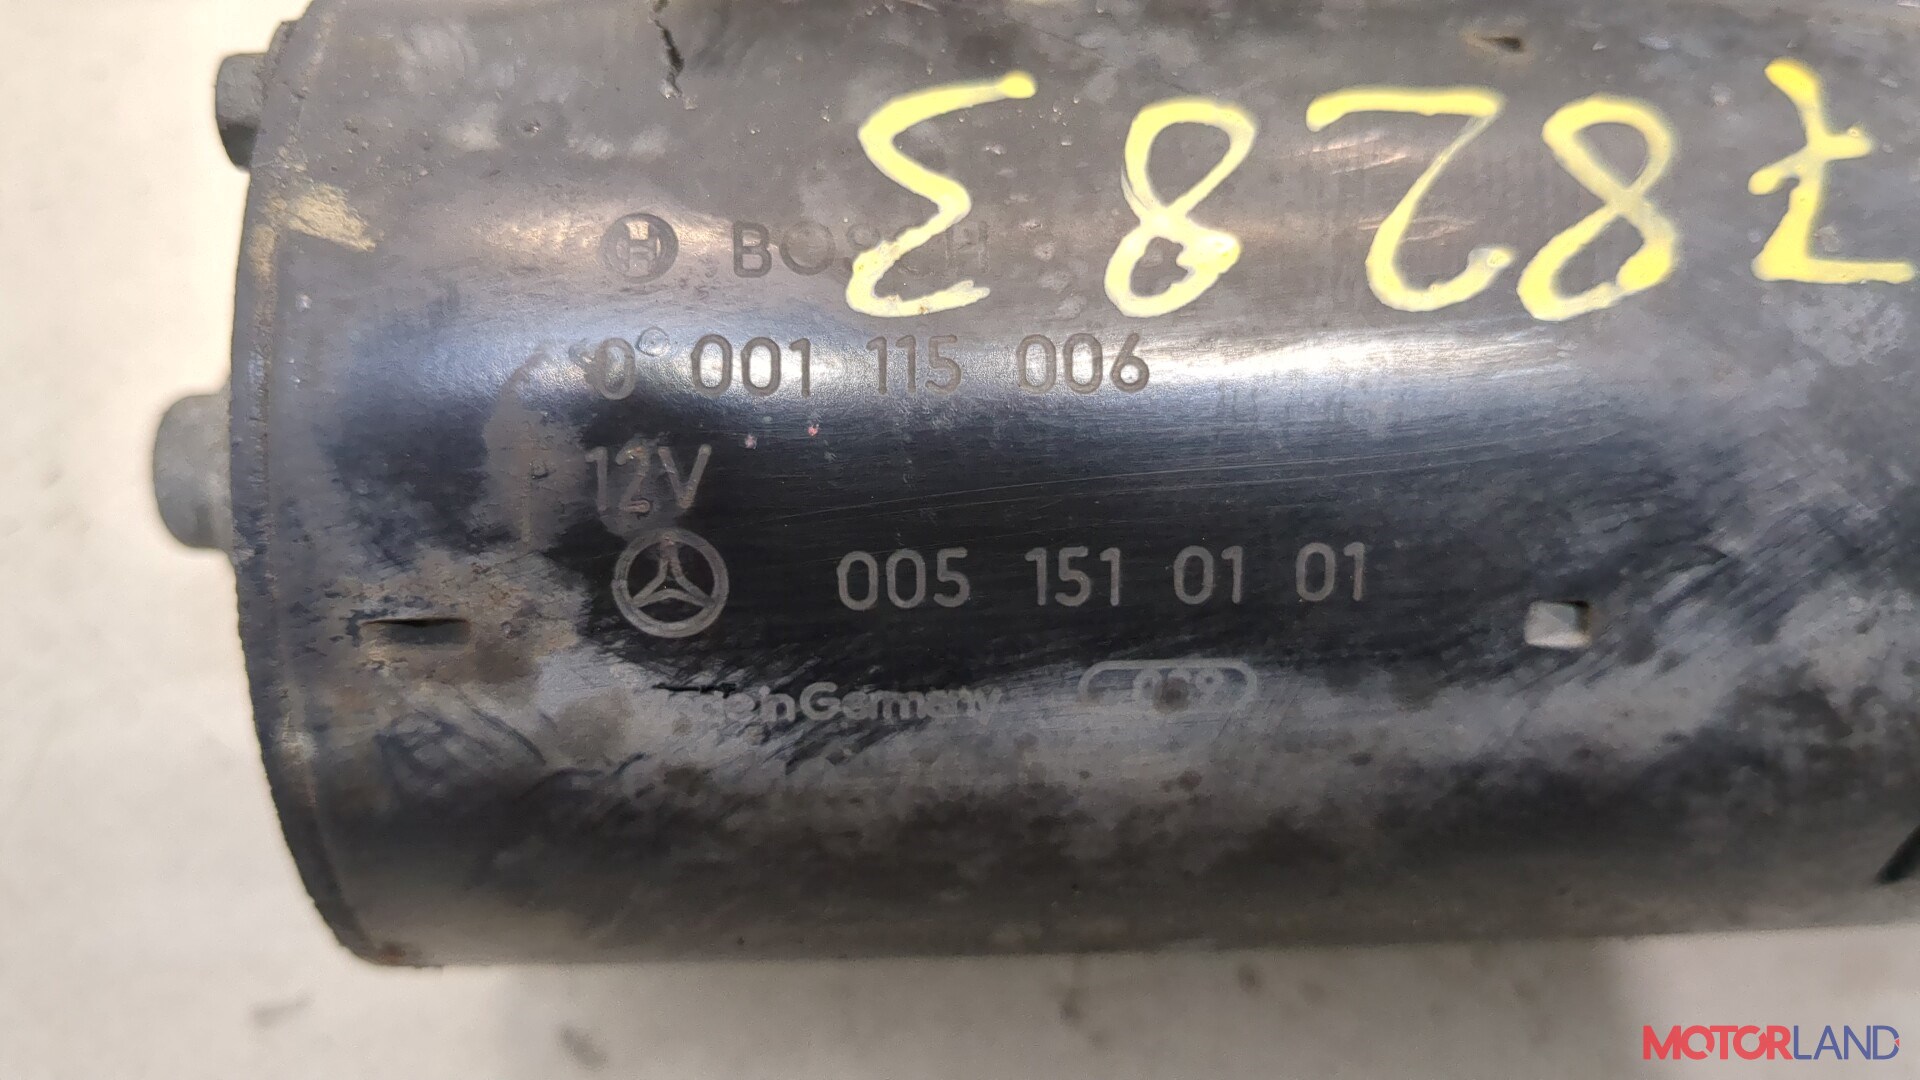 78283
BOSCH
0 001 115 006
12V
005 151 01 01
Made in Germany
MOTORLAND